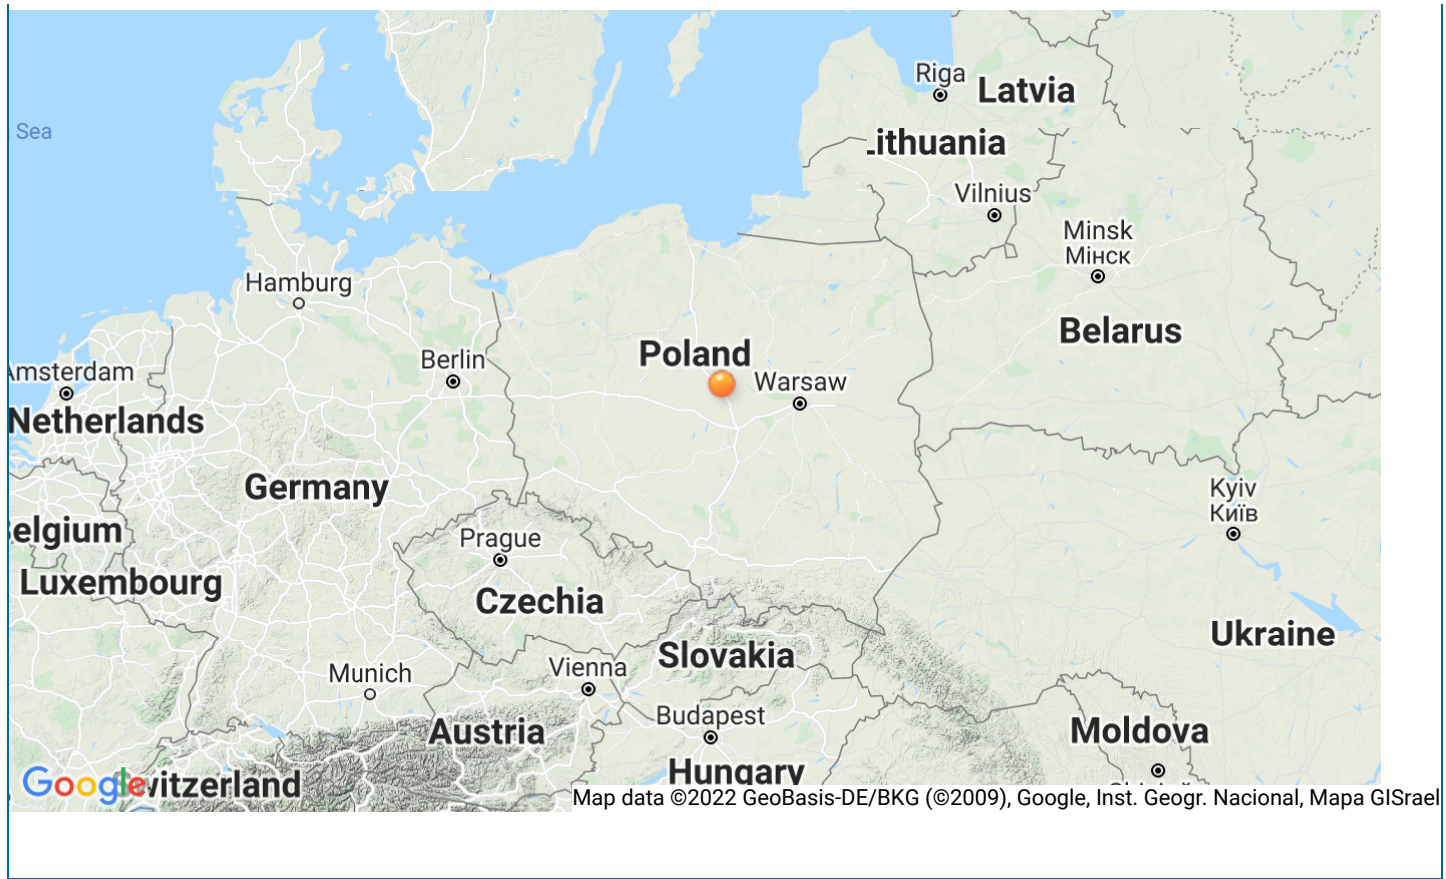 Riga
Latvia
Sea
ithuania
Vilnius
Minsk
Мінск
Hamburg
Belarus
Poland
Berlin
Amsterdam
Warsaw
Netherlands
Germany
Kyiv
Київ
elgium
Prague
Luxembourg
Czechia
Ukraine
Slovakia
Munich
Vienna
Budapest
Austria
Moldova
Hungary
Google
vitzerland
Map data ©2022 GeoBasis-DE/BKG (©2009), Google, Inst. Geogr. Nacional, Mapa GISrael